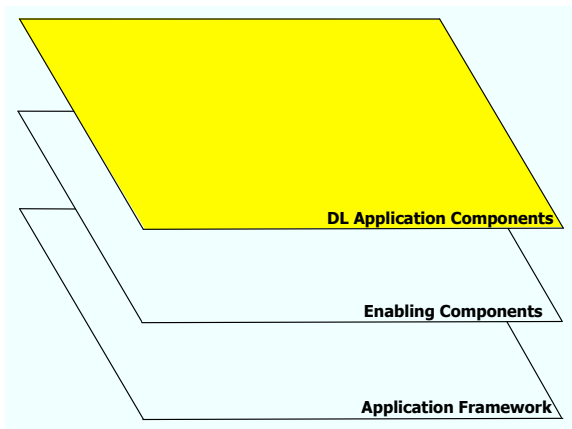 DL Application Components
Enabling Components
Application Framework